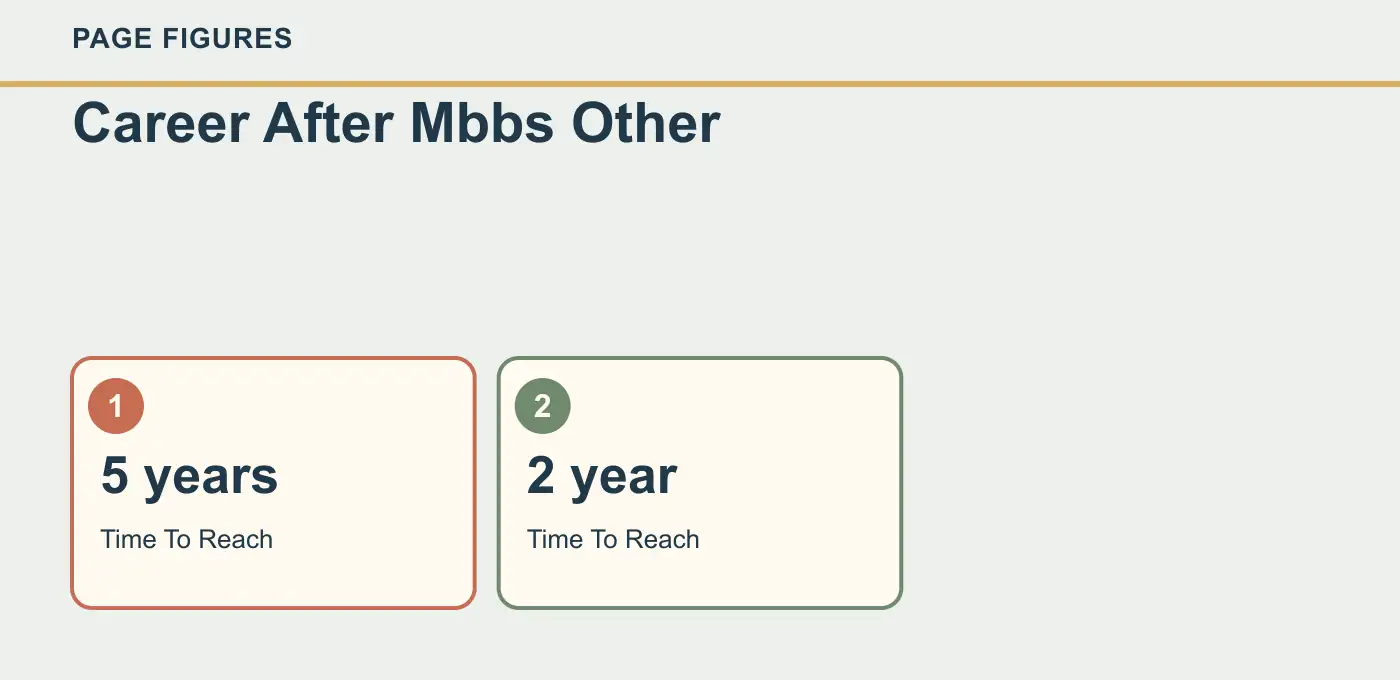 PAGE FIGURES
Career After Mbbs Other
1
5 years
Time To Reach
2
2 year
Time To Reach